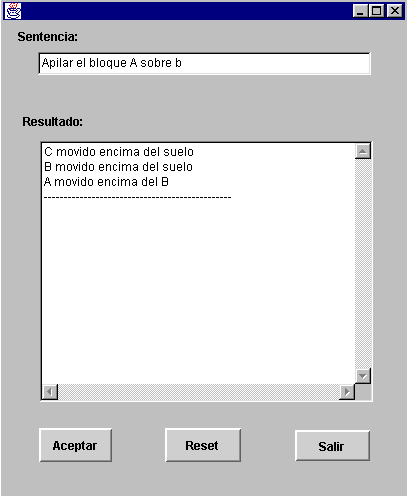 Sentencia:
Apilar el bloque A sobre b
Resultado:
C movido encima del suelo
B movido encima del suelo
A movido encima del B
-----------------------------------------------
Aceptar
Reset
Salir